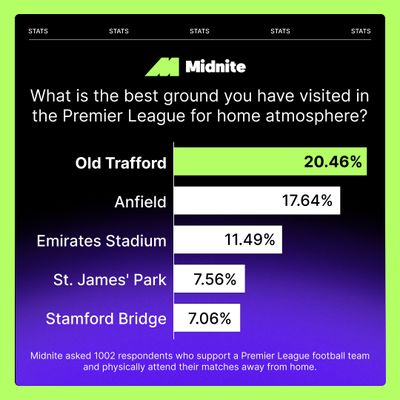 STATS STATS STATS STATS STATS
Midnite
What is the best ground you have visited in
the Premier League for home atmosphere?
Old Trafford 20.46%
Anfield 17.64%
Emirates Stadium 11.49%
St. James' Park 7.56%
Stamford Bridge 7.06%
Midnite asked 1002 respondents who support a Premier League football team
and physically attend their matches away from home.